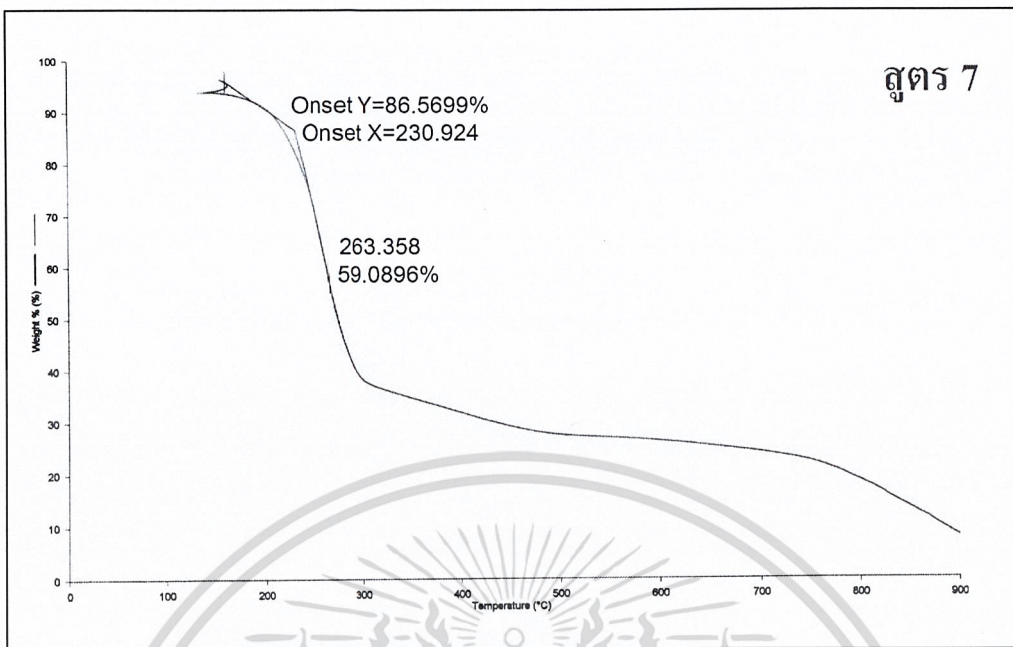 สูตร 7
Onset Y=86.5699%
Onset X=230.924
263.358
59.0896%
Weight % (%)
100
90
80
70
60
50
40
30
20
10
0
0 100 200 300 400 500 600 700 800 900
Temperature (°C)